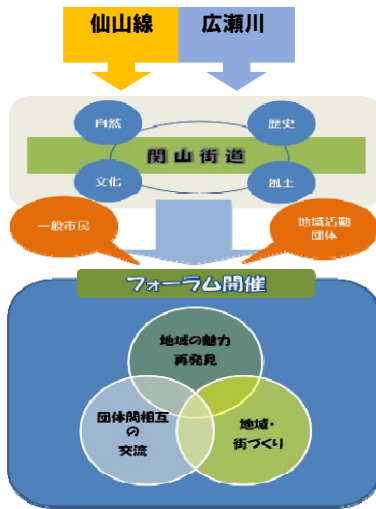 仙山線
広瀬川
自然
歴史
関山街道
文化
風土
一般市民
地域活動
団体
フォーラム開催
地域の魅力
再発見
団体間相互
の
交流
地域・
街づくり